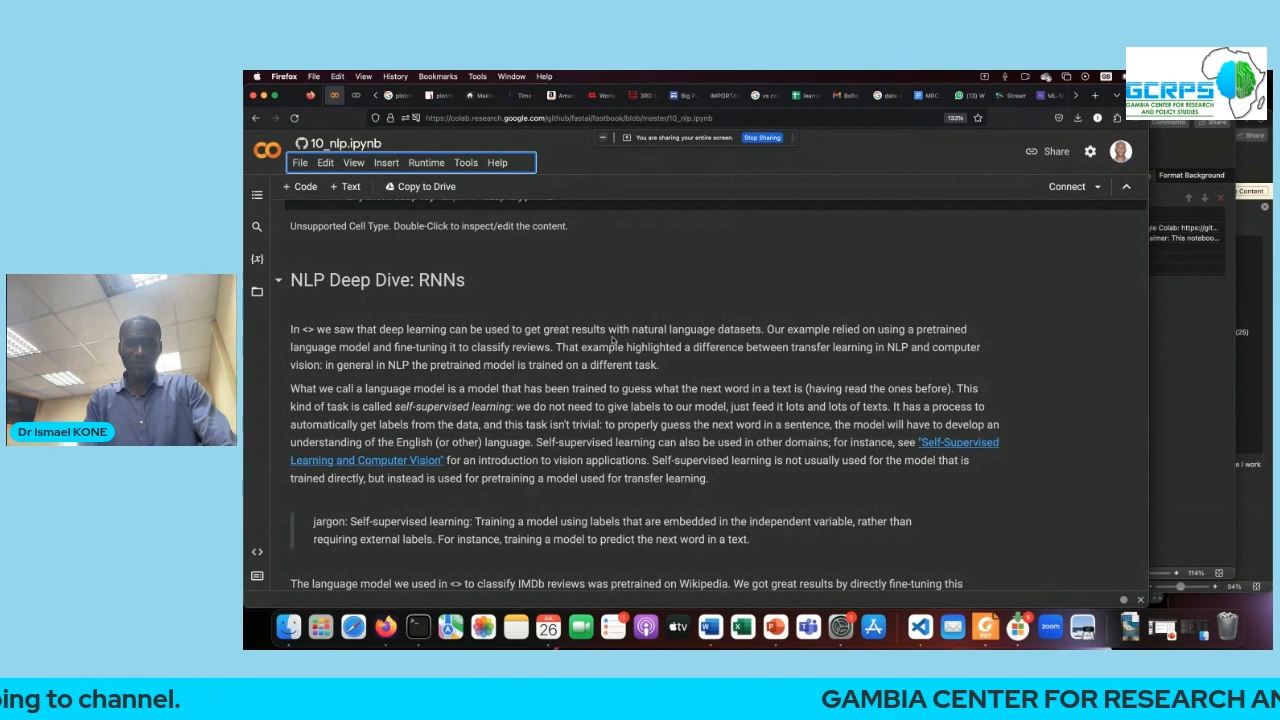 Firefox File Edit View History Bookmarks Tools Window Help
GCRPS
GAMBIA CENTER FOR RESEARCH
AND POLICY STUDIES
https://colab.research.google.com/github/fastai/fastbook/blob/master/10_nlp.ipynb
133%
You are sharing your entire screen. Stop Sharing
10_nlp.ipynb
File Edit View Insert Runtime Tools Help
Share
+ Code + Text Copy to Drive
Connect
Format Background
Unsupported Cell Type. Double-Click to inspect/edit the content.
NLP Deep Dive: RNNs
In <> we saw that deep learning can be used to get great results with natural language datasets. Our example relied on using a pretrained
language model and fine-tuning it to classify reviews. That example highlighted a difference between transfer learning in NLP and computer
vision: in general in NLP the pretrained model is trained on a different task.
What we call a language model is a model that has been trained to guess what the next word in a text is (having read the ones before). This
kind of task is called self-supervised learning: we do not need to give labels to our model, just feed it lots and lots of texts. It has a process to
automatically get labels from the data, and this task isn't trivial: to properly guess the next word in a sentence, the model will have to develop an
understanding of the English (or other) language. Self-supervised learning can also be used in other domains; for instance, see "Self-Supervised
Learning and Computer Vision" for an introduction to vision applications. Self-supervised learning is not usually used for the model that is
trained directly, but instead is used for pretraining a model used for transfer learning.
jargon: Self-supervised learning: Training a model using labels that are embedded in the independent variable, rather than
requiring external labels. For instance, training a model to predict the next word in a text.
The language model we used in <> to classify IMDb reviews was pretrained on Wikipedia. We got great results by directly fine-tuning this
Dr Ismael KONE
(25)
e I work
114%
94%
JUL
26
tv
zoom
ing to channel.
GAMBIA CENTER FOR RESEARCH AN